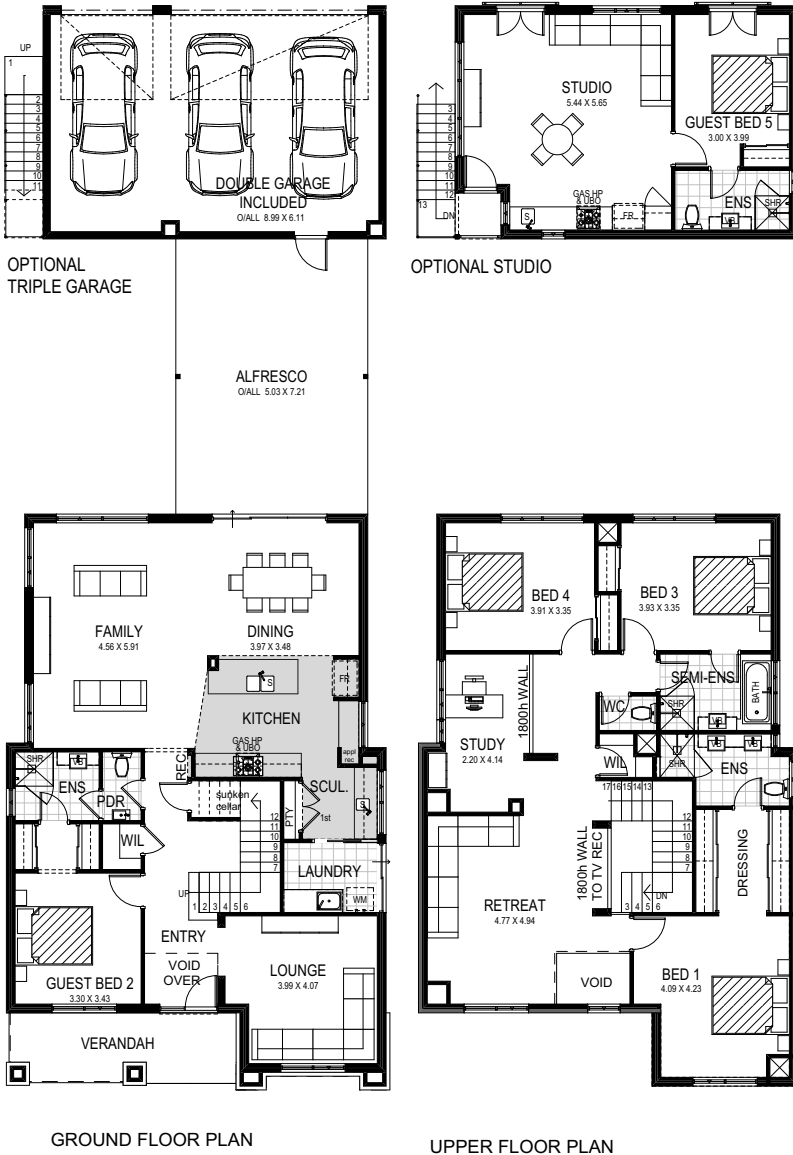 UP
1
2
3
4
5
6
7
8
9
10
11
DOUBLE GARAGE
INCLUDED
O/ALL 8.99 X 6.11
OPTIONAL
TRIPLE GARAGE
STUDIO
5.44 X 5.65
GUEST BED 5
3.00 X 3.99
3
4
5
6
7
8
9
10
11
12
13
DN
GAS HP
& UBO
S
FR
ENS
SHR
VB
OPTIONAL STUDIO
ALFRESCO
O/ALL 5.03 X 7.21
FAMILY
4.56 X 5.91
DINING
3.97 X 3.48
S
FR
KITCHEN
GAS HP
& UBO
appl
rec
REC
SHR
VB
ENS
PDR
sunken
cellar
SCUL.
S
PTY
1st
WIL
12
11
10
9
8
7
LAUNDRY
WM
UP
1 2 3 4 5 6
ENTRY
VOID
OVER
GUEST BED 2
3.30 X 3.43
LOUNGE
3.99 X 4.07
VERANDAH
GROUND FLOOR PLAN
BED 4
3.91 X 3.35
BED 3
3.93 X 3.35
SEMI-ENS
BATH
SHR
VB
WC
1800h WALL
STUDY
2.20 X 4.14
WIL
SHR
VB
VB
ENS
17 16 15 14 13
12
11
10
9
8
7
DN
3 4 5 6
1800h WALL
TO TV REC
DRESSING
RETREAT
4.77 X 4.94
VOID
BED 1
4.09 X 4.23
UPPER FLOOR PLAN